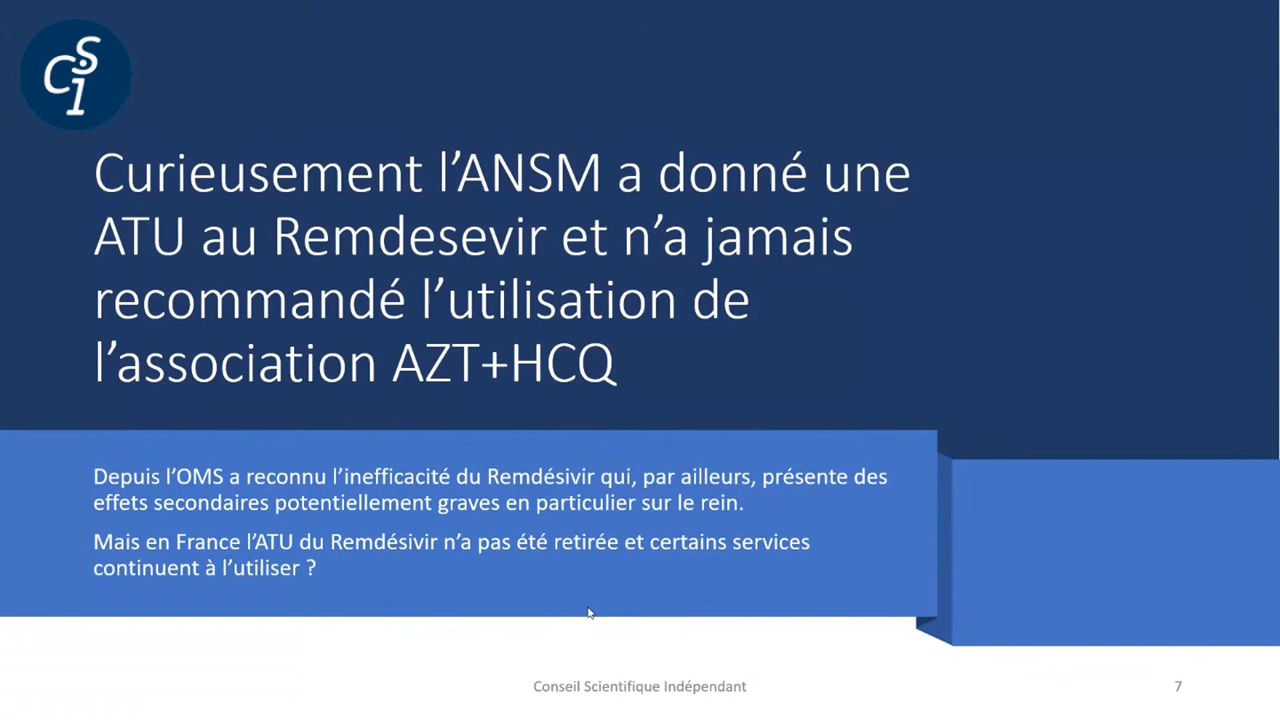 CSI
Curieusement l’ANSM a donné une
ATU au Remdesevir et n’a jamais
recommandé l’utilisation de
l’association AZT+HCQ
Depuis l’OMS a reconnu l’inefficacité du Remdésivir qui, par ailleurs, présente des
effets secondaires potentiellement graves en particulier sur le rein.
Mais en France l’ATU du Remdésivir n’a pas été retirée et certains services
continuent à l’utiliser ?
Conseil Scientifique Indépendant
7